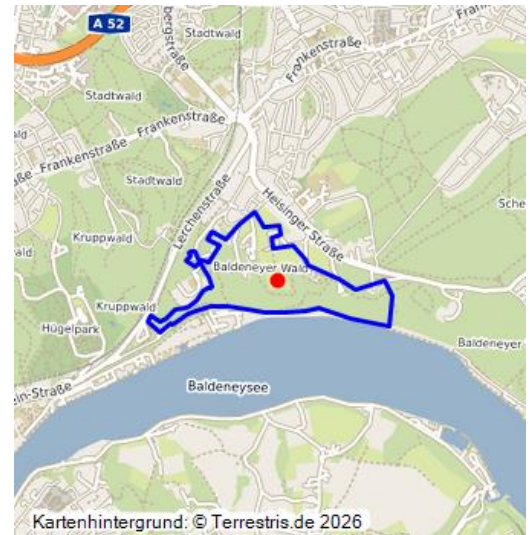 A 52
Stadtwald
Frankenstraße
Stadtwald
Frankenstraße
Stadtwald
Lerchenstraße
Heisinger Straße
Kruppwald
Baldeneyer Wald
Kruppwald
Hügelpark
Baldeneyer
Baldeneysee
Kartenhintergrund: © Terrestris.de 2026